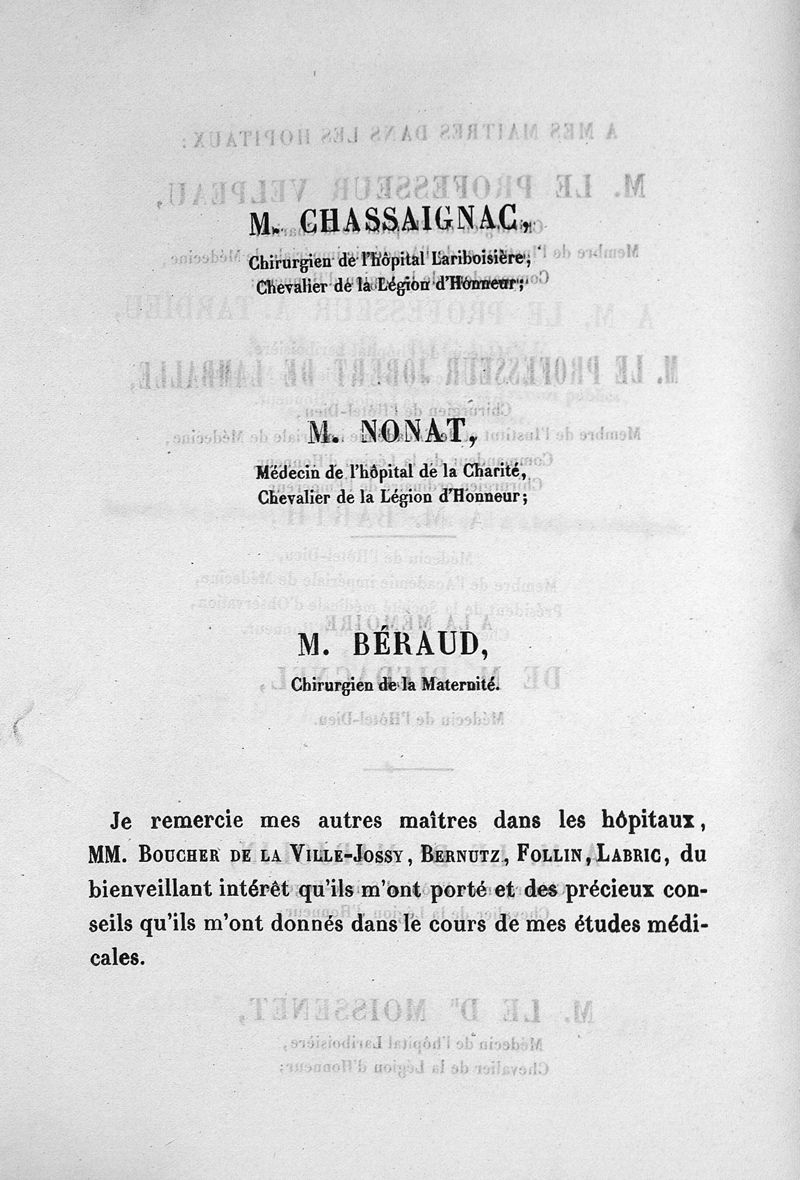 M. CHASSAIGNAC,
Chirurgien de l'hôpital Lariboisière,
Chevalier de la Légion d'Honneur;
M. NONAT,
Médecin de l'hôpital de la Charité,
Chevalier de la Légion d'Honneur;
M. BÉRAUD,
Chirurgien de la Maternité.
Je remercie mes autres maîtres dans les hôpitaux,
MM. BOUCHER DE LA VILLE-JOSSY, BERNUTZ, FOLLIN, LABRIC, du
bienveillant intérêt qu'ils m'ont porté et des précieux con-
seils qu'ils m'ont donnés dans le cours de mes études médi-
cales.